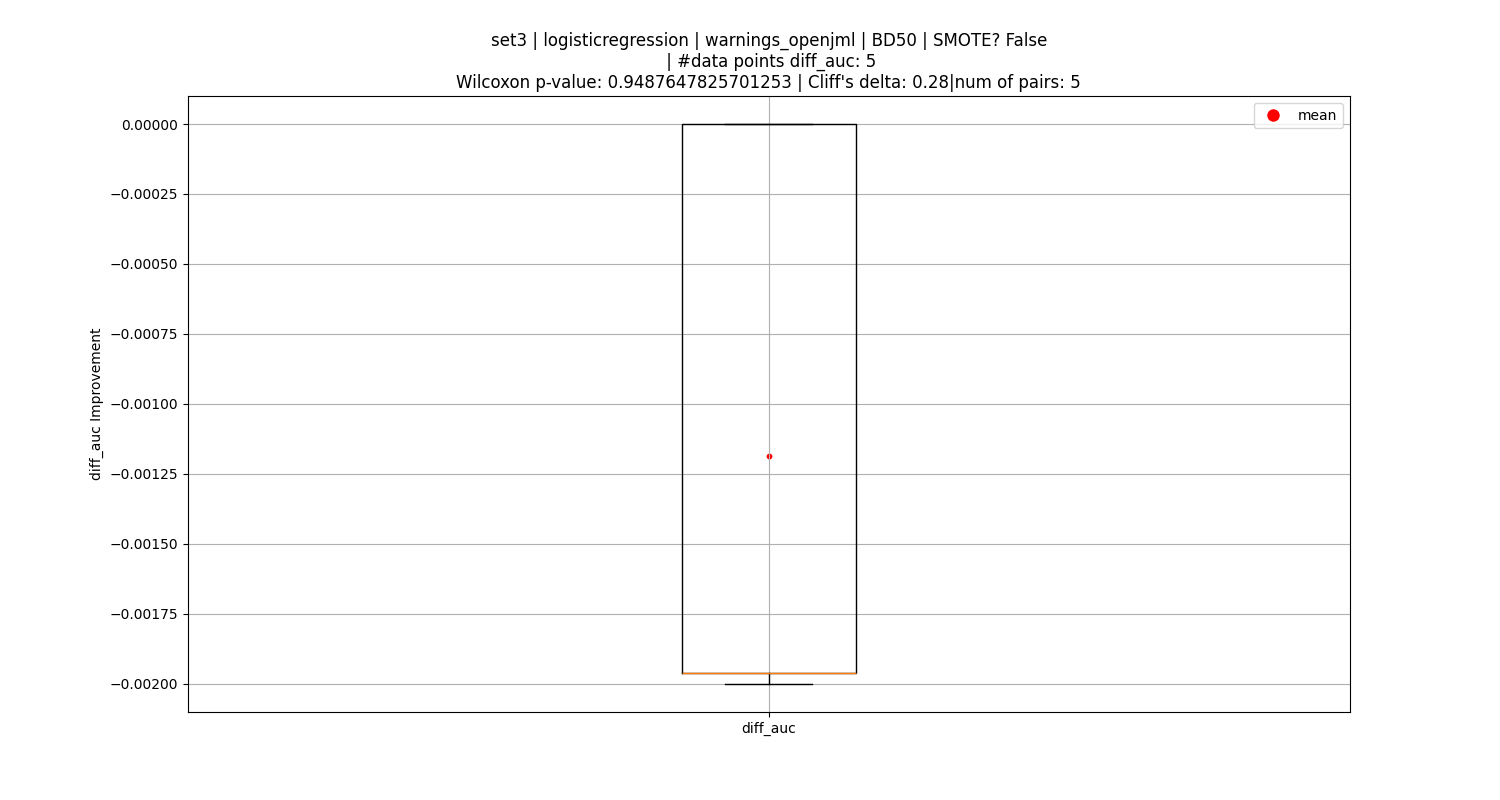 set3 | logisticregression | warnings_openjml | BD50 | SMOTE? False
| #data points diff_auc: 5
Wilcoxon p-value: 0.9487647825701253 | Cliff's delta: 0.28|num of pairs: 5
mean
0.00000
−0.00025
−0.00050
−0.00075
−0.00100
−0.00125
−0.00150
−0.00175
−0.00200
diff_auc Improvement
diff_auc